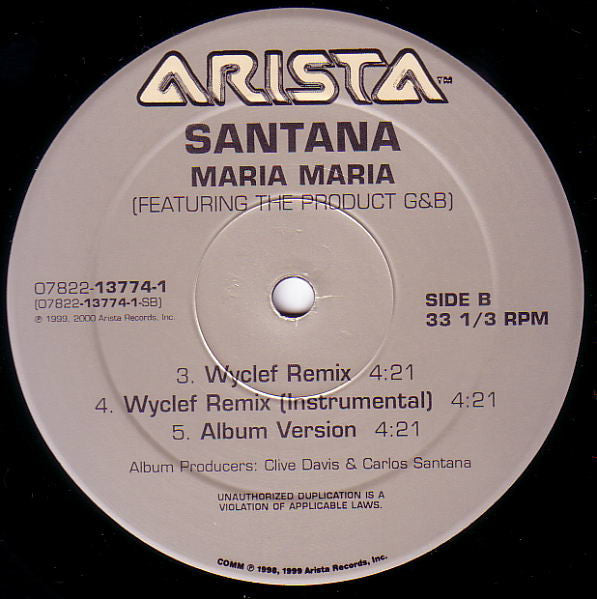 ARISTA™
SANTANA
MARIA MARIA
(FEATURING THE PRODUCT G&B)
07822-13774-1
(07822-13774-1-SB)
℗ 1999, 2000 Arista Records, Inc.
SIDE B
33 1/3 RPM
3. Wyclef Remix 4:21
4. Wyclef Remix (Instrumental) 4:21
5. Album Version 4:21
Album Producers: Clive Davis & Carlos Santana
UNAUTHORIZED DUPLICATION IS A
VIOLATION OF APPLICABLE LAWS.
COMM ℗ 1998, 1999 Arista Records, Inc.